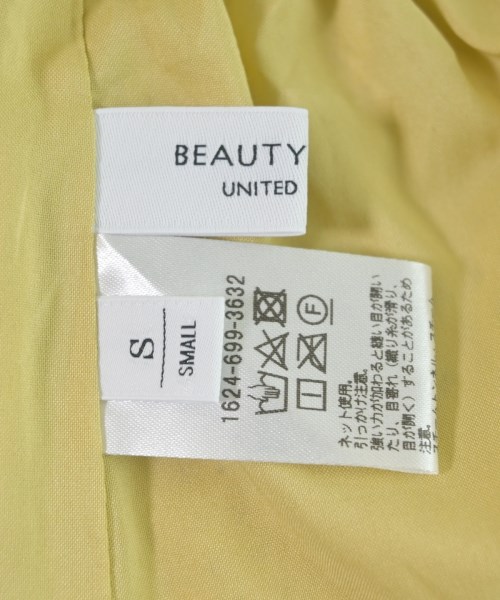 BEAUTY
UNITED
S
SMALL
1624-699-3632
ネット使用。
引っかけ注意。
強い力が加わると縫い目が開い
たり、目寄れ（織り糸が滑り、
目が開く）することがあるため
注意。